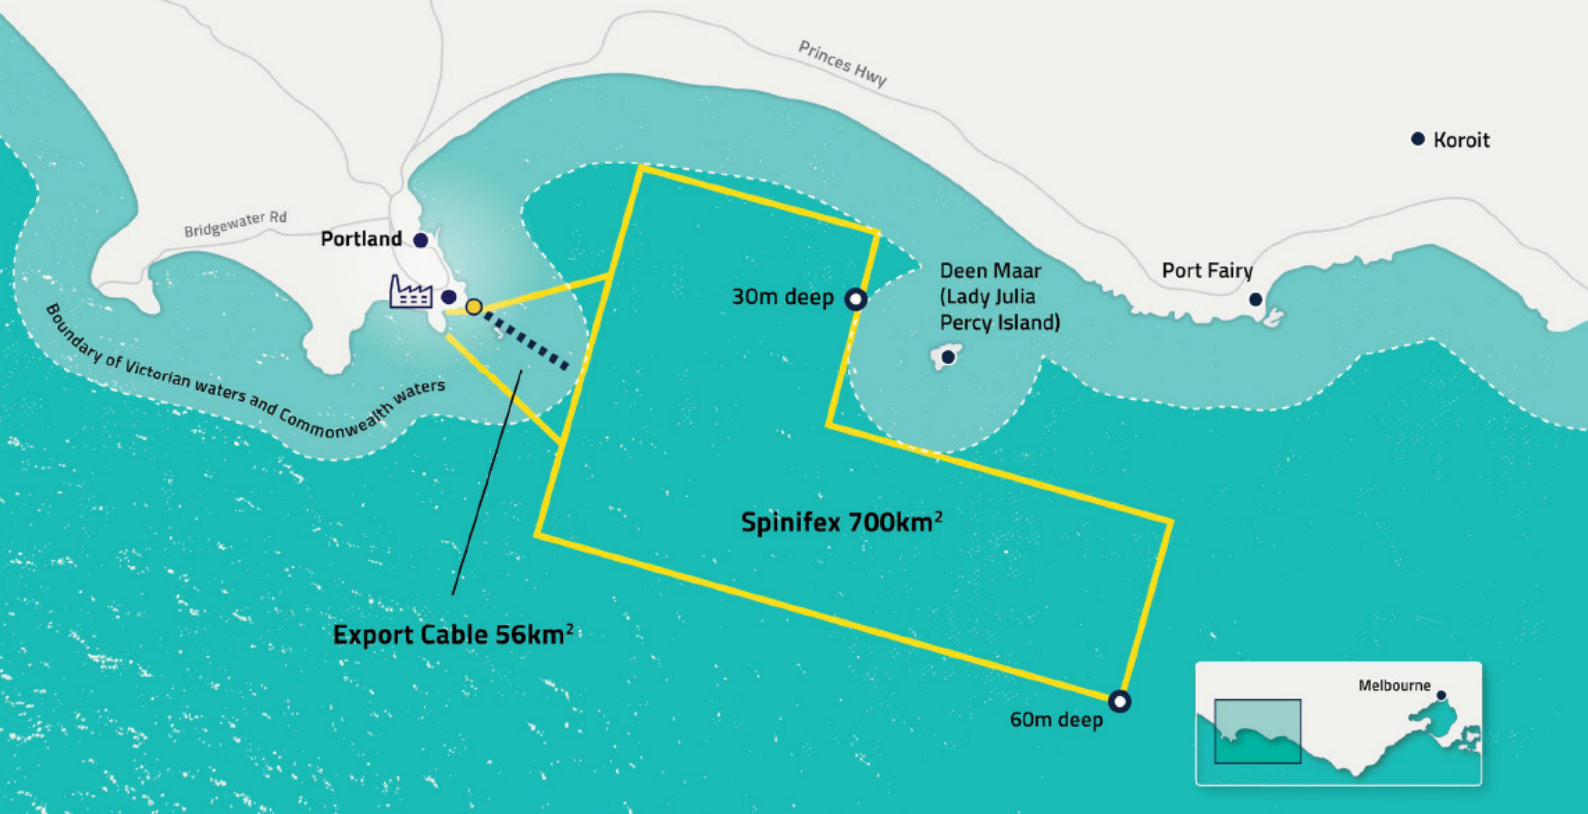 Princes Hwy
Koroit
Bridgewater Rd
Portland
Deen Maar
(Lady Julia
Percy Island)
Port Fairy
30m deep
Boundary of Victorian waters and Commonwealth waters
Spinifex 700km²
Export Cable 56km²
60m deep
Melbourne